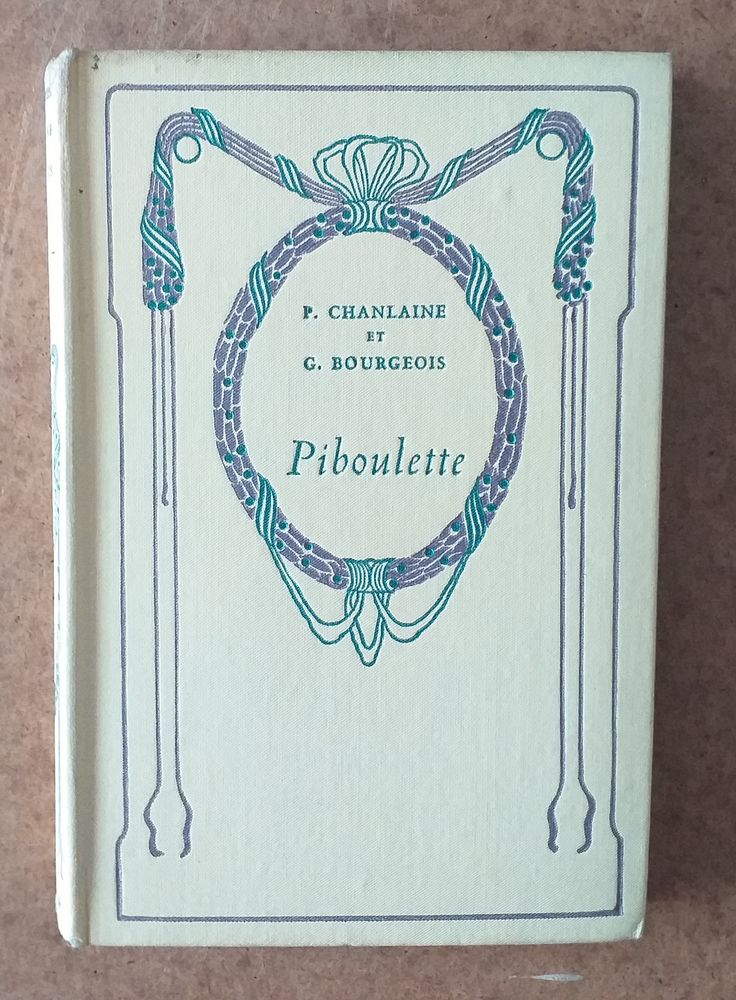 P. CHANLAINE
ET
G. BOURGEOIS
Piboulette